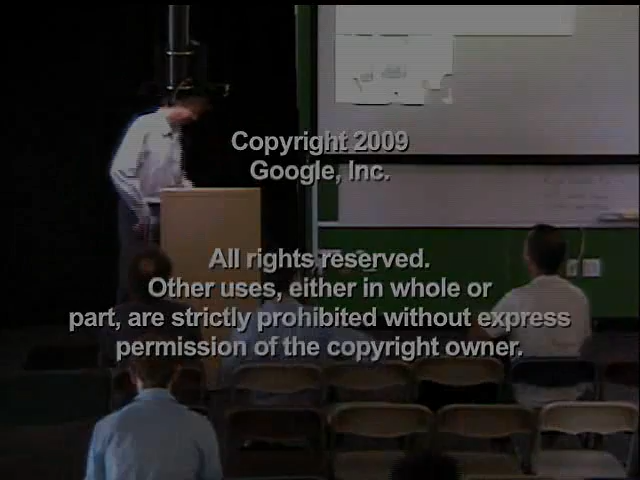 Copyright 2009
Google, Inc.
All rights reserved.
Other uses, either in whole or
part, are strictly prohibited without express
permission of the copyright owner.